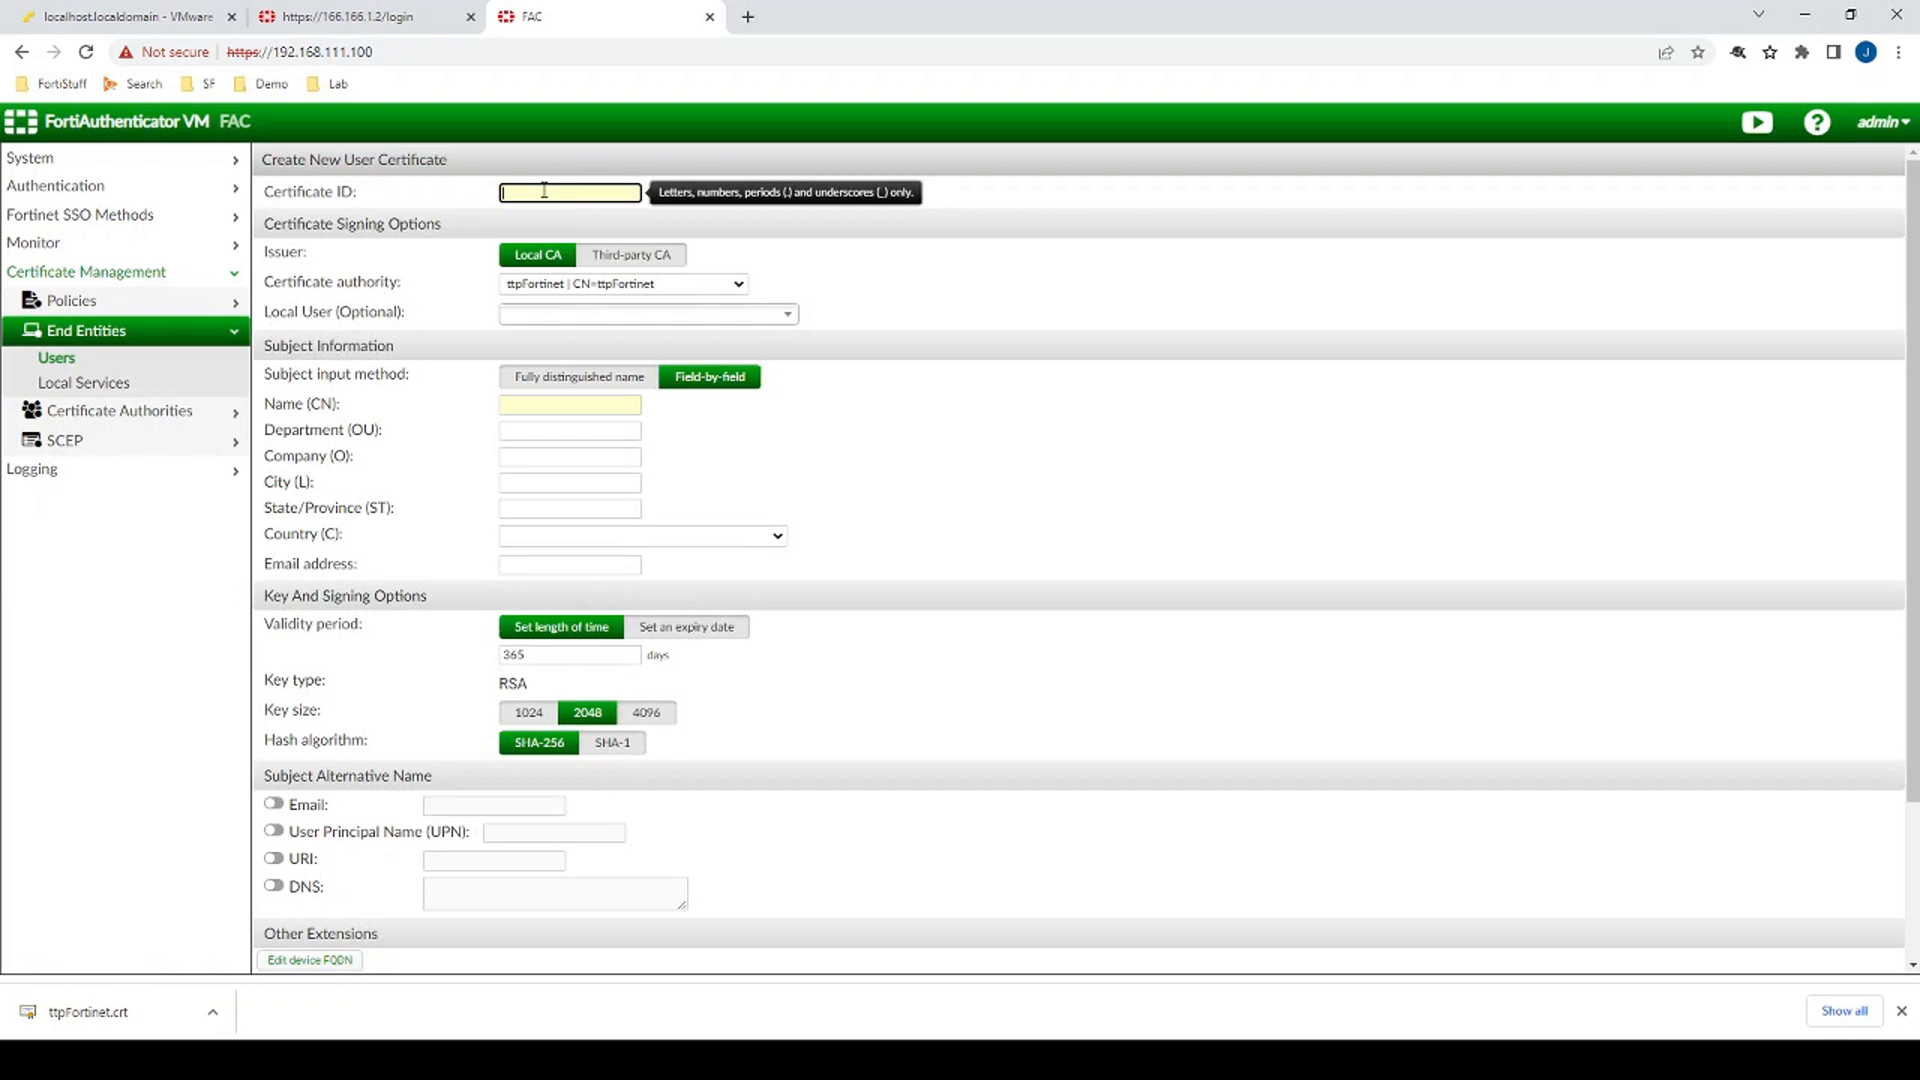 localhost.localdomain - VMware
https://166.166.1.2/login
FAC
Not secure
https://192.168.111.100
FortiStuff
Search
SF
Demo
Lab
J
FortiAuthenticator VM FAC
admin
System
Authentication
Fortinet SSO Methods
Monitor
Certificate Management
Policies
End Entities
Users
Local Services
Certificate Authorities
SCEP
Logging
Create New User Certificate
Certificate ID:
Letters, numbers, periods (.) and underscores (_) only.
Certificate Signing Options
Issuer:
Local CA
Third-party CA
Certificate authority:
ttpFortinet | CN=ttpFortinet
Local User (Optional):
Subject Information
Subject input method:
Fully distinguished name
Field-by-field
Name (CN):
Department (OU):
Company (O):
City (L):
State/Province (ST):
Country (C):
Email address:
Key And Signing Options
Validity period:
Set length of time
Set an expiry date
365
days
Key type:
RSA
Key size:
1024
2048
4096
Hash algorithm:
SHA-256
SHA-1
Subject Alternative Name
Email:
User Principal Name (UPN):
URI:
DNS:
Other Extensions
Edit device FQDN
ttpFortinet.crt
Show all